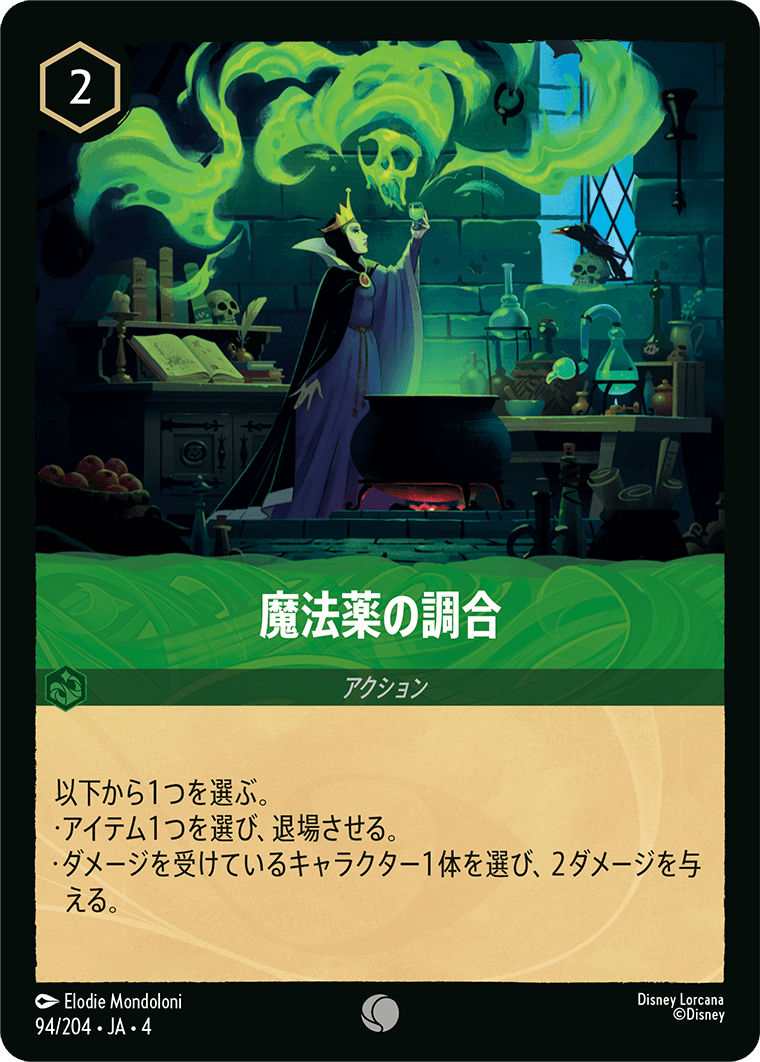 2
魔法薬の調合
アクション
以下から1つを選ぶ。
・アイテム1つを選び、退場させる。
・ダメージを受けているキャラクター1体を選び、2ダメージを与
える。
Elodie Mondoloni
Disney Lorcana
94/204 • JA • 4
©Disney